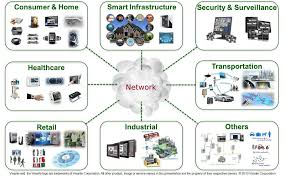 Consumer & Home
Smart Infrastructure
Security & Surveillance
Healthcare
Network
Transportation
Retail
Industrial
Others